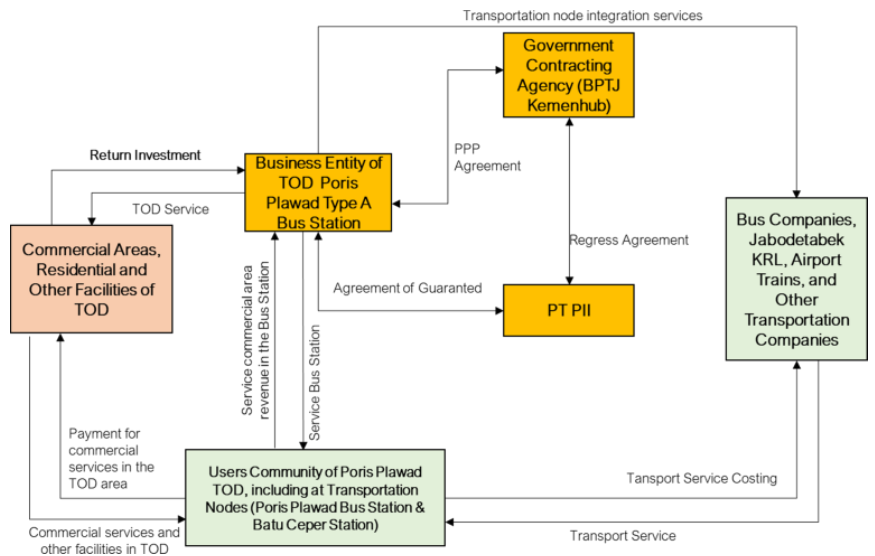 Transportation node integration services
Government
Contracting
Agency (BPTJ
Kemenhub)
PPP
Agreement
Return Investment
Business Entity of
TOD Poris
Plawad Type A
Bus Station
TOD Service
Commercial Areas,
Residential and
Other Facilities of
TOD
Bus Companies,
Jabodetabek
KRL, Airport
Trains, and
Other
Transportation
Companies
Regress Agreement
Agreement of Guaranted
PT PII
Service commercial area
revenue in the Bus Station
Service Bus Station
Payment for
commercial
services in the
TOD area
Users Community of Poris Plawad
TOD, including at Transportation
Nodes (Poris Plawad Bus Station &
Batu Ceper Station)
Tansport Service Costing
Transport Service
Commercial services and
other facilities in TOD